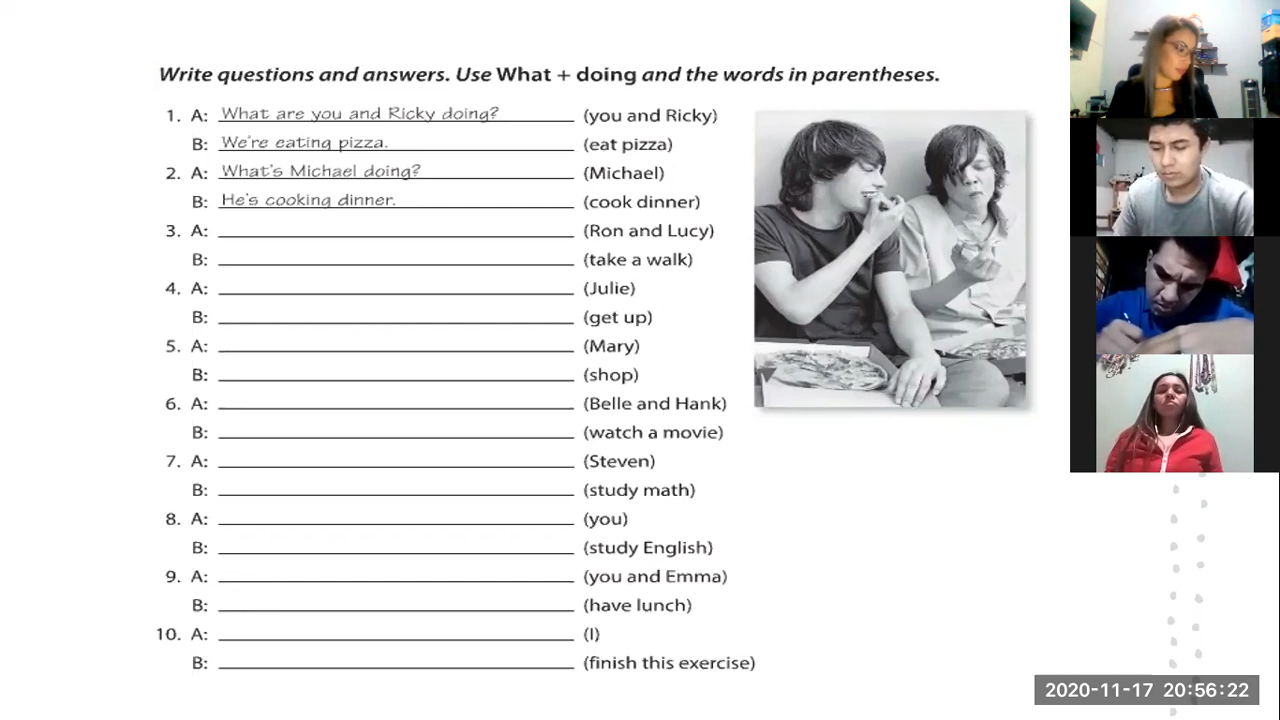 Write questions and answers. Use What + doing and the words in parentheses.
1. A: What are you and Ricky doing? (you and Ricky)
B: We're eating pizza. (eat pizza)
2. A: What's Michael doing? (Michael)
B: He's cooking dinner. (cook dinner)
3. A: (Ron and Lucy)
B: (take a walk)
4. A: (Julie)
B: (get up)
5. A: (Mary)
B: (shop)
6. A: (Belle and Hank)
B: (watch a movie)
7. A: (Steven)
B: (study math)
8. A: (you)
B: (study English)
9. A: (you and Emma)
B: (have lunch)
10. A: (I)
B: (finish this exercise)
2020-11-17 20:56:22